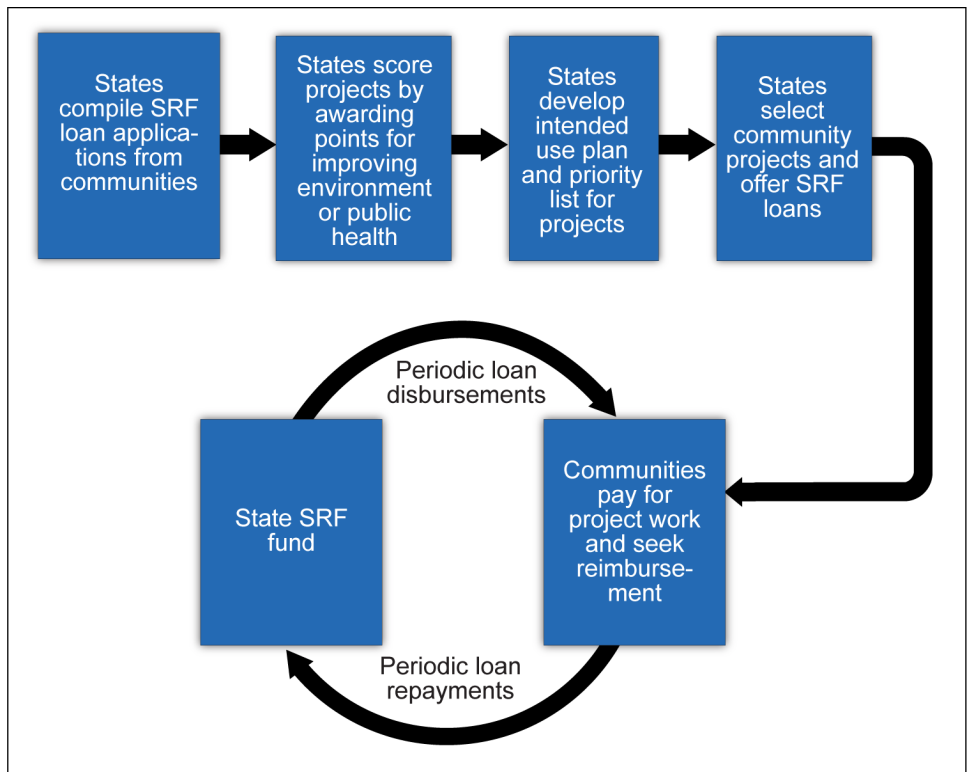 States
compile SRF
loan applica-
tions from
communities
States score
projects by
awarding
points for
improving
environment
or public
health
States
develop
intended
use plan
and priority
list for
projects
States
select
community
projects and
offer SRF
loans
Periodic loan
disbursements
State SRF
fund
Communities
pay for
project work
and seek
reimburse-
ment
Periodic loan
repayments